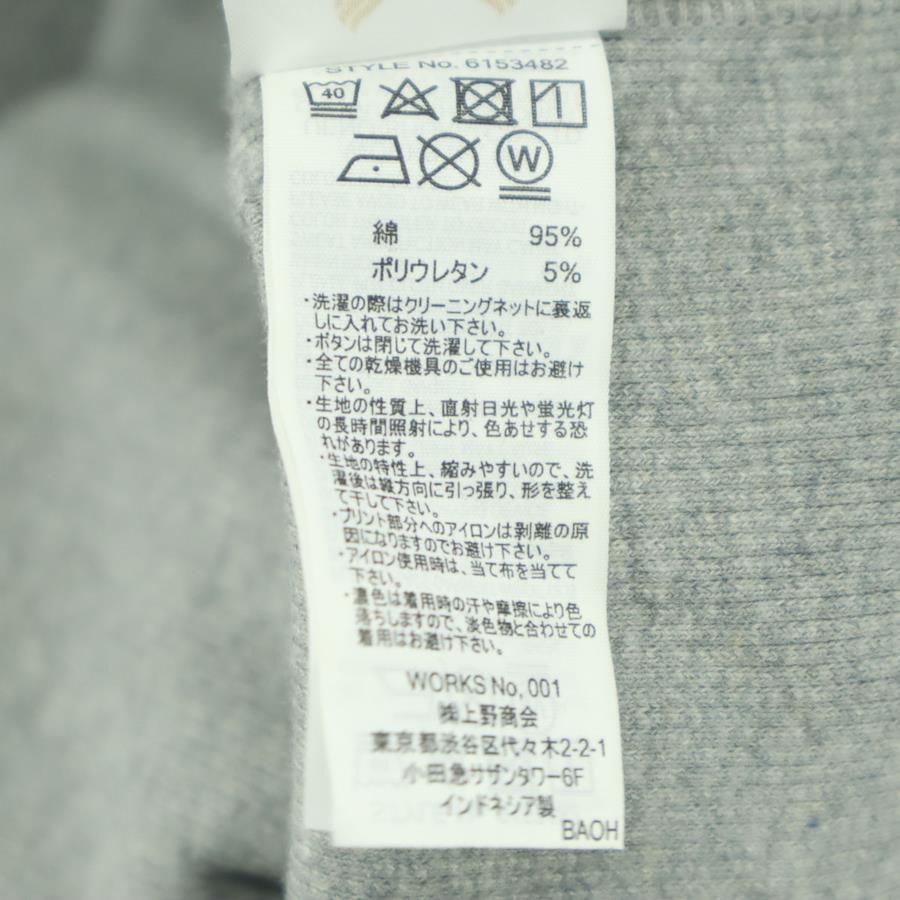 STYLE No. 6153482
40
W
綿 95%
ポリウレタン 5%
・洗濯の際はクリーニングネットに裏返
しに入れてお洗い下さい。
・ボタンは閉じて洗濯して下さい。
・全ての乾燥機具のご使用はお避け
下さい。
・生地の性質上、直射日光や蛍光灯
の長時間照射により、色あせする恐
れがあります。
・生地の特性上、縮みやすいので、洗
濯後は縦方向に引っ張り、形を整え
て干して下さい。
・プリント部分へのアイロンは剥離の原
因になりますのでお避け下さい。
・アイロン使用時は、当て布を当てて
下さい。
・濃色は着用時の汗や摩擦により色
落ちしますので、淡色物と合わせての
着用はお避け下さい。
WORKS No, 001
㈱上野商会
東京都渋谷区代々木2-2-1
小田急サザンタワー6F
インドネシア製
BAOH